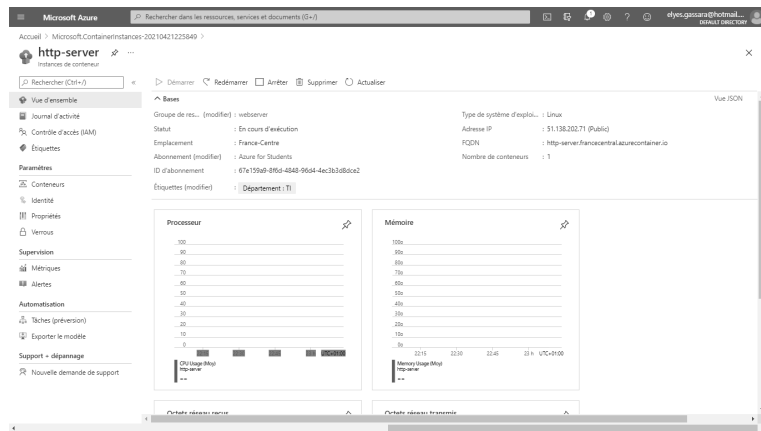 Microsoft Azure
Rechercher dans les ressources, services et documents (G+/)
elyes.gassara@hotmail....
DEFAULT DIRECTORY
Accueil > Microsoft.ContainerInstances-20210421225849 >
http-server
Instances de conteneur
Rechercher (Ctrl+/)
Démarrer Redémarrer Arrêter Supprimer Actualiser
Vue d'ensemble
Journal d'activité
Contrôle d'accès (IAM)
Étiquettes
Paramètres
Conteneurs
Identité
Propriétés
Verrous
Supervision
Métriques
Alertes
Automatisation
Tâches (préversion)
Exporter le modèle
Support + dépannage
Nouvelle demande de support
Bases
Vue JSON
Groupe de res... (modifier) : webserver
Statut : En cours d'exécution
Emplacement : France-Centre
Abonnement (modifier) : Azure for Students
ID d'abonnement : 67e159a9-8f6d-4848-96d4-4ec3b3d8dce2
Étiquettes (modifier) : Département : TI
Type de système d'exploi... : Linux
Adresse IP : 51.138.202.71 (Public)
FQDN : http-server.francecentral.azurecontainer.io
Nombre de conteneurs : 1
Processeur
100
90
80
70
60
50
40
30
20
10
0
UTC+01:00
CPU Usage (Moy)
http-server
--
Mémoire
100o
90o
80o
70o
60o
50o
40o
30o
20o
10o
0o
22:15 22:30 22:45 23 h UTC+01:00
Memory Usage (Moy)
http-server
--
Octets réseau reçus
Octets réseau transmis